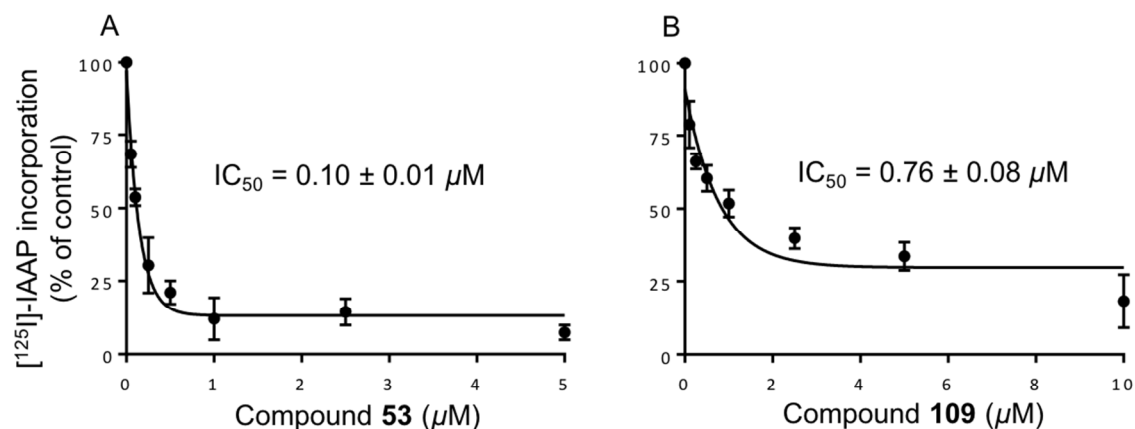 A
[¹²⁵I]-IAAP incorporation
(% of control)
100
75
50
25
0
IC₅₀ = 0.10 ± 0.01 µM
0 1 2 3 4 5
Compound 53 (µM)
B
100
75
50
25
0
IC₅₀ = 0.76 ± 0.08 µM
0 2 4 6 8 10
Compound 109 (µM)